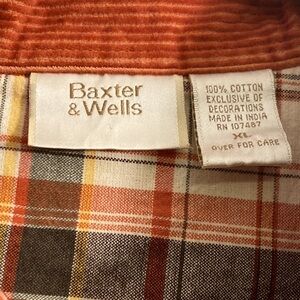 Baxter
& Wells
100% COTTON
EXCLUSIVE OF
DECORATIONS
MADE IN INDIA
RN 107487
XL
OVER FOR CARE